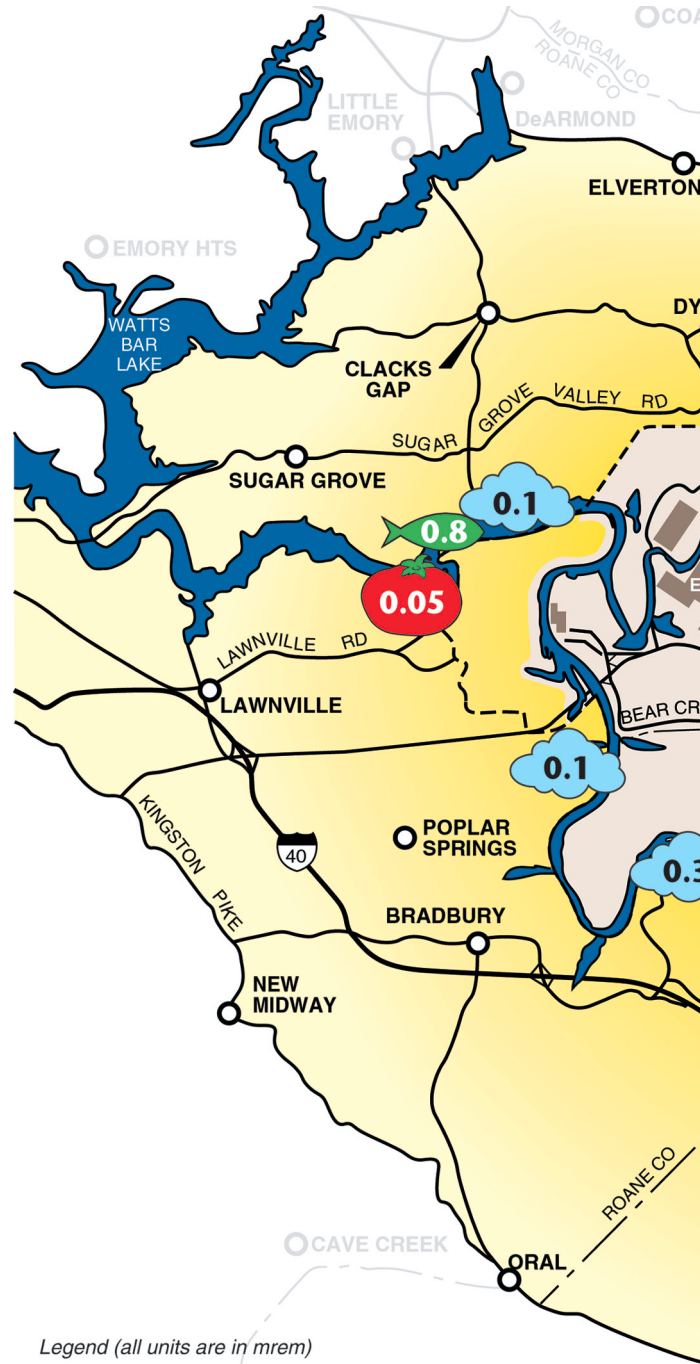 COA
MORGAN CO
ROANE CO
LITTLE
EMORY
DeARMOND
ELVERTON
EMORY HTS
DY
WATTS
BAR
LAKE
CLACKS
GAP
SUGAR GROVE VALLEY RD
SUGAR GROVE
0.1
0.8
0.05
E
LAWNVILLE RD
LAWNVILLE
BEAR CR
0.1
KINGSTON PIKE
40
POPLAR
SPRINGS
0.3
BRADBURY
NEW
MIDWAY
ROANE CO
CAVE CREEK
ORAL
Legend (all units are in mrem)